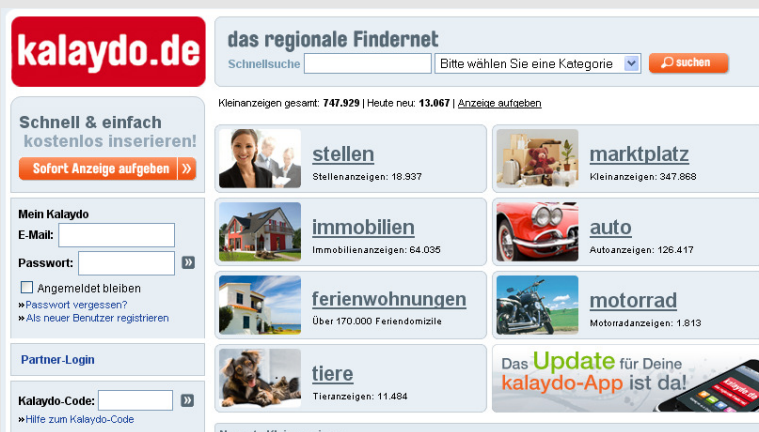 kalaydo.de
das regionale Findernet
Schnellsuche
Bitte wählen Sie eine Kategorie
suchen
Kleinanzeigen gesamt: 747.929 | Heute neu: 13.067 | Anzeige aufgeben
Schnell & einfach
kostenlos inserieren!
Sofort Anzeige aufgeben
Mein Kalaydo
E-Mail:
Passwort:
Angemeldet bleiben
»Passwort vergessen?
»Als neuer Benutzer registrieren
Partner-Login
Kalaydo-Code:
»Hilfe zum Kalaydo-Code
stellen
Stellenanzeigen: 18.937
marktplatz
Kleinanzeigen: 347.868
immobilien
Immobilienanzeigen: 64.035
auto
Autoanzeigen: 126.417
ferienwohnungen
Über 170.000 Feriendomizile
motorrad
Motorradanzeigen: 1.813
tiere
Tieranzeigen: 11.484
Das Update für Deine
kalaydo-App ist da!
kalaydo.de